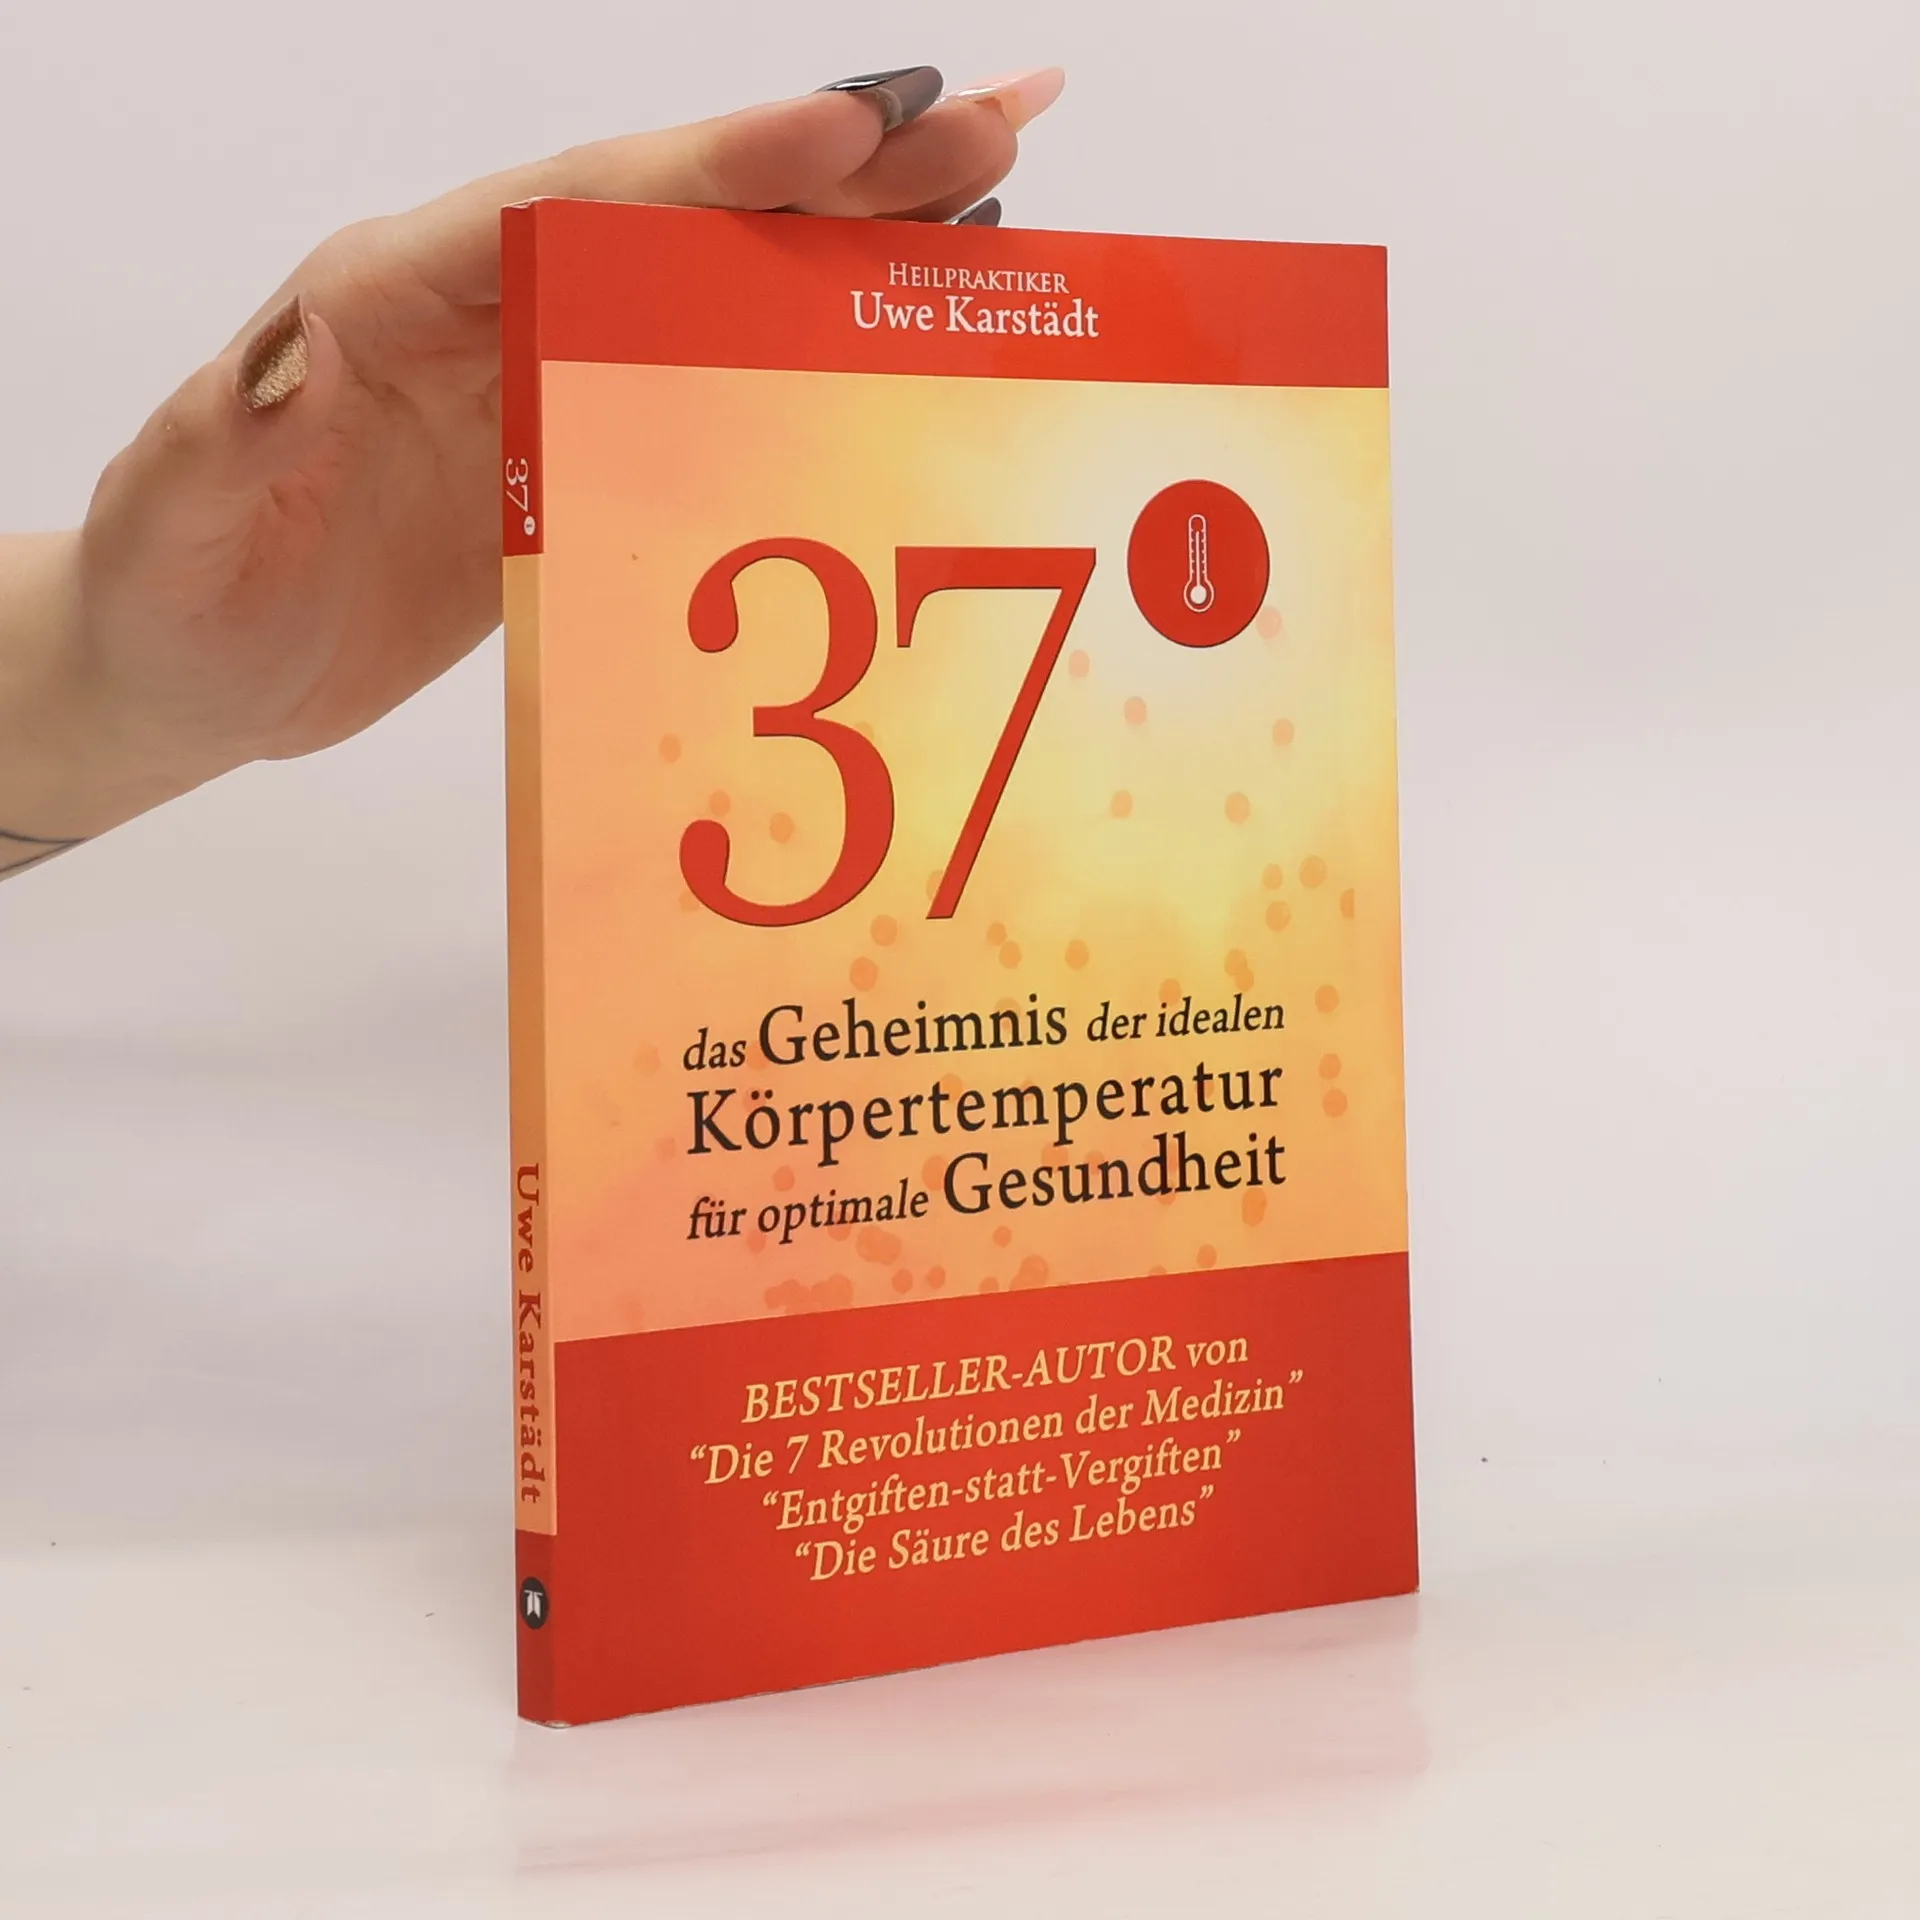 HEILPRAKTIKER
Uwe Karstädt
37°
das Geheimnis der idealen
Körpertemperatur
für optimale Gesundheit
BESTSELLER-AUTOR von
“Die 7 Revolutionen der Medizin”
“Entgiften-statt-Vergiften”
“Die Säure des Lebens”
37°
Uwe Karstädt